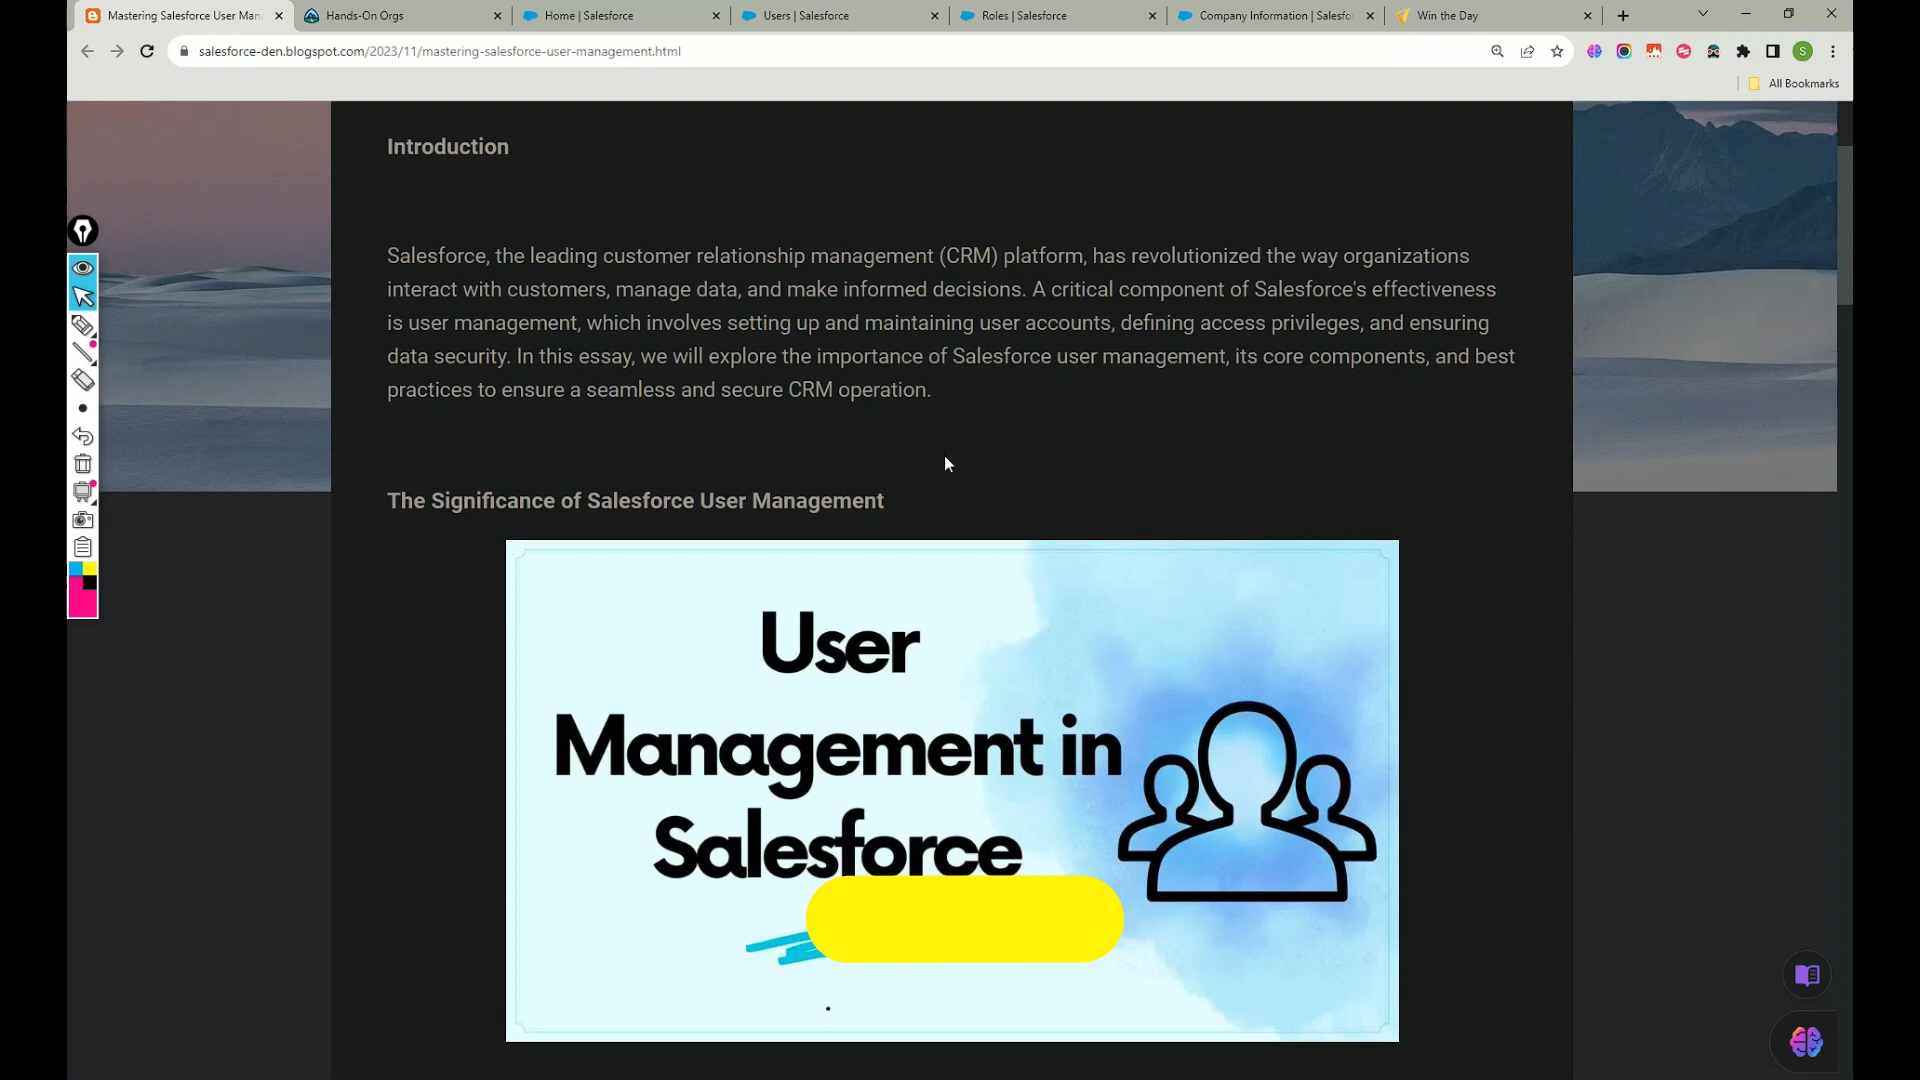 Mastering Salesforce User Man
Hands-On Orgs
Home | Salesforce
Users | Salesforce
Roles | Salesforce
Company Information | Salesfo
Win the Day
salesforce-den.blogspot.com/2023/11/mastering-salesforce-user-management.html
S
All Bookmarks
Introduction
Salesforce, the leading customer relationship management (CRM) platform, has revolutionized the way organizations
interact with customers, manage data, and make informed decisions. A critical component of Salesforce's effectiveness
is user management, which involves setting up and maintaining user accounts, defining access privileges, and ensuring
data security. In this essay, we will explore the importance of Salesforce user management, its core components, and best
practices to ensure a seamless and secure CRM operation.
The Significance of Salesforce User Management
User
Management in
Salesforce